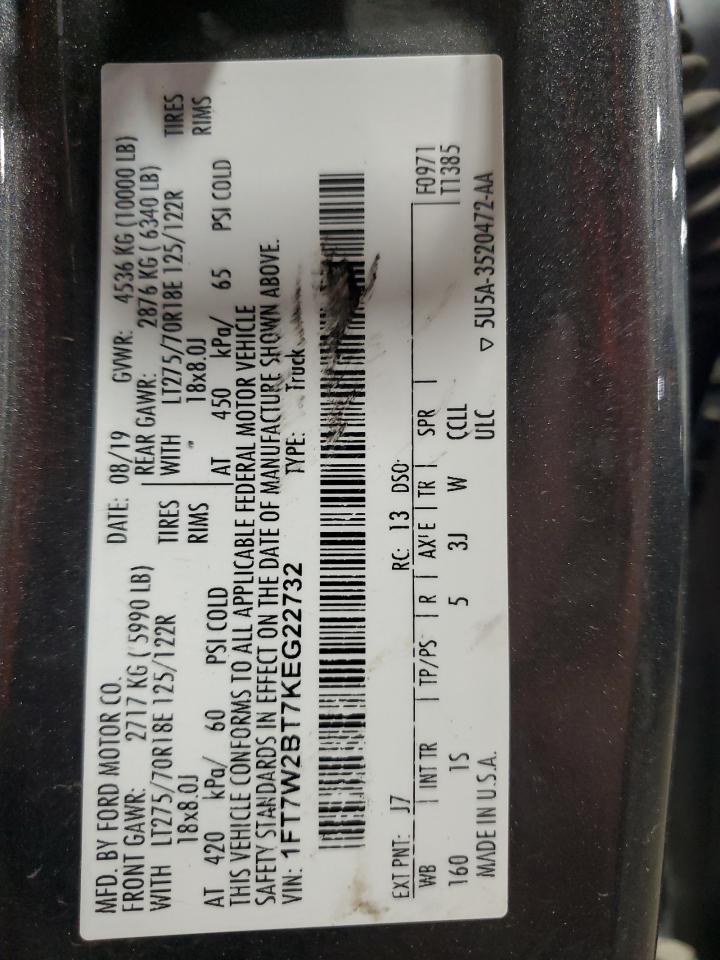 MFD. BY FORD MOTOR CO.
DATE: 08/19 GVWR: 4536 KG (10000 LB)
FRONT GAWR: 2717 KG ( 5990 LB)
REAR GAWR: 2876 KG ( 6340 LB)
WITH LT275/70R18E 125/122R TIRES
WITH LT275/70R18E 125/122R TIRES
18x8.0J RIMS
18x8.0J RIMS
AT 420 kPa/ 60 PSI COLD
AT 450 kPa/ 65 PSI COLD
THIS VEHICLE CONFORMS TO ALL APPLICABLE FEDERAL MOTOR VEHICLE
SAFETY STANDARDS IN EFFECT ON THE DATE OF MANUFACTURE SHOWN ABOVE.
VIN: 1FT7W2BT7KEG22732 TYPE: Truck
EXT PNT: J7 RC: 13 DSO:
F0971
WB INT TR TP/PS R AXLE TR SPR
T1385
160 1S 5 3J W ÇCLL
ULC
MADE IN U.S.A.
▽ 5U5A-3520472-AA